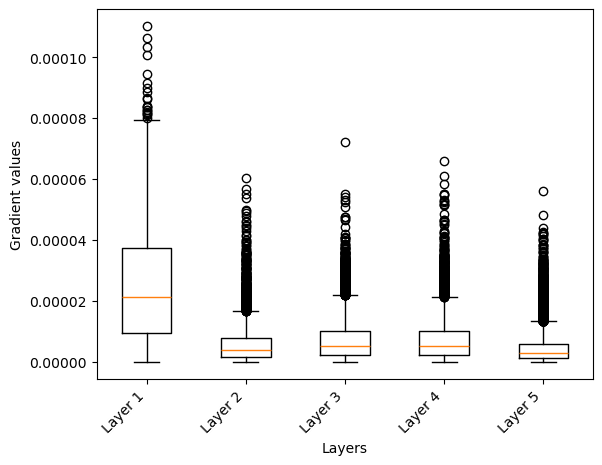 Gradient values
0.00010
0.00008
0.00006
0.00004
0.00002
0.00000
Layer 1
Layer 2
Layer 3
Layer 4
Layer 5
Layers